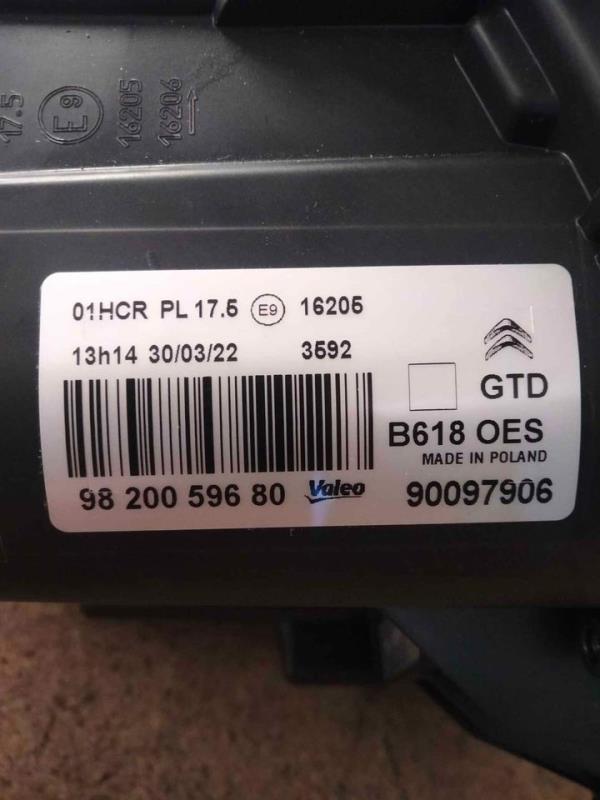 17.5 E9 16205
16206
01HCR PL 17.5 E9 16205
13h14 30/03/22 3592
GTD
B618 OES
MADE IN POLAND
98 200 596 80 Valeo 90097906